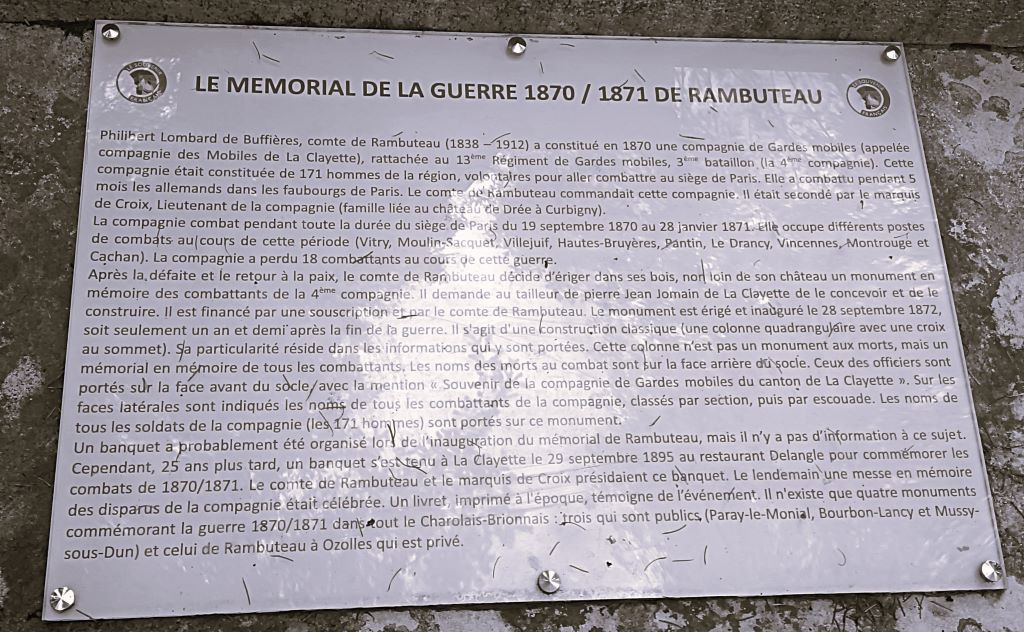 LE SOUVENIR
FRANÇAIS
LE MEMORIAL DE LA GUERRE 1870 / 1871 DE RAMBUTEAU
LE SOUVENIR
FRANÇAIS
Philibert Lombard de Buffières, comte de Rambuteau (1838 – 1912) a constitué en 1870 une compagnie de Gardes mobiles (appelée
compagnie des Mobiles de La Clayette), rattachée au 13ème Régiment de Gardes mobiles, 3ème bataillon (la 4ème compagnie). Cette
compagnie était constituée de 171 hommes de la région, volontaires pour aller combattre au siège de Paris. Elle a combattu pendant 5
mois les allemands dans les faubourgs de Paris. Le comte de Rambuteau commandait cette compagnie. Il était secondé par le marquis
de Croix, Lieutenant de la compagnie (famille liée au château de Drée à Curbigny).
La compagnie combat pendant toute la durée du siège de Paris du 19 septembre 1870 au 28 janvier 1871. Elle occupe différents postes
de combats au cours de cette période (Vitry, Moulin-Sacquet, Villejuif, Hautes-Bruyères, Pantin, Le Drancy, Vincennes, Montrouge et
Cachan). La compagnie a perdu 18 combattants au cours de cette guerre.
Après la défaite et le retour à la paix, le comte de Rambuteau décide d'ériger dans ses bois, non loin de son château un monument en
mémoire des combattants de la 4ème compagnie. Il demande au tailleur de pierre Jean Jomain de La Clayette de le concevoir et de le
construire. Il est financé par une souscription et par le comte de Rambuteau. Le monument est érigé et inauguré le 28 septembre 1872,
soit seulement un an et demi après la fin de la guerre. Il s'agit d'une construction classique (une colonne quadrangulaire avec une croix
au sommet). Sa particularité réside dans les informations qui y sont portées. Cette colonne n'est pas un monument aux morts, mais un
mémorial en mémoire de tous les combattants. Les noms des morts au combat sont sur la face arrière du socle. Ceux des officiers sont
portés sur la face avant du socle avec la mention « Souvenir de la compagnie de Gardes mobiles du canton de La Clayette ». Sur les
faces latérales sont indiqués les noms de tous les combattants de la compagnie, classés par section, puis par escouade. Les noms de
tous les soldats de la compagnie (les 171 hommes) sont portés sur ce monument.
Un banquet a probablement été organisé lors de l'inauguration du mémorial de Rambuteau, mais il n'y a pas d'information à ce sujet.
Cependant, 25 ans plus tard, un banquet s'est tenu à La Clayette le 29 septembre 1895 au restaurant Delangle pour commémorer les
combats de 1870/1871. Le comte de Rambuteau et le marquis de Croix présidaient ce banquet. Le lendemain une messe en mémoire
des disparus de la compagnie était célébrée. Un livret, imprimé à l'époque, témoigne de l'événement. Il n'existe que quatre monuments
commémorant la guerre 1870/1871 dans tout le Charolais-Brionnais : trois qui sont publics (Paray-le-Monial, Bourbon-Lancy et Mussy-
sous-Dun) et celui de Rambuteau à Ozolles qui est privé.